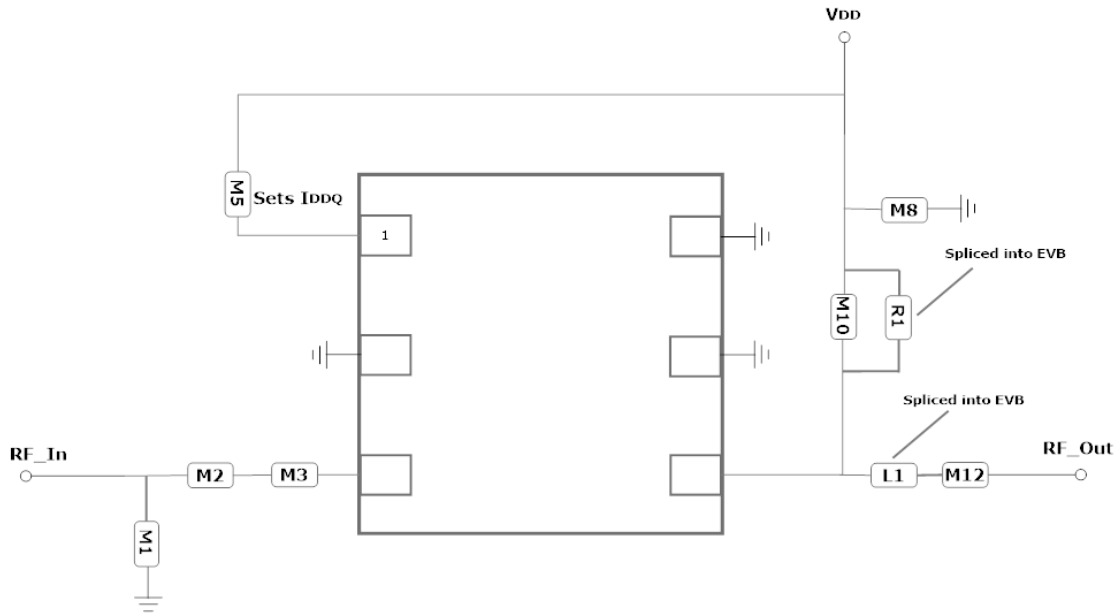 VDD
M5
Sets IDDQ
1
M8
Spliced into EVB
M10
R1
Spliced into EVB
RF_In
RF_Out
M2
M3
L1
M12
M1